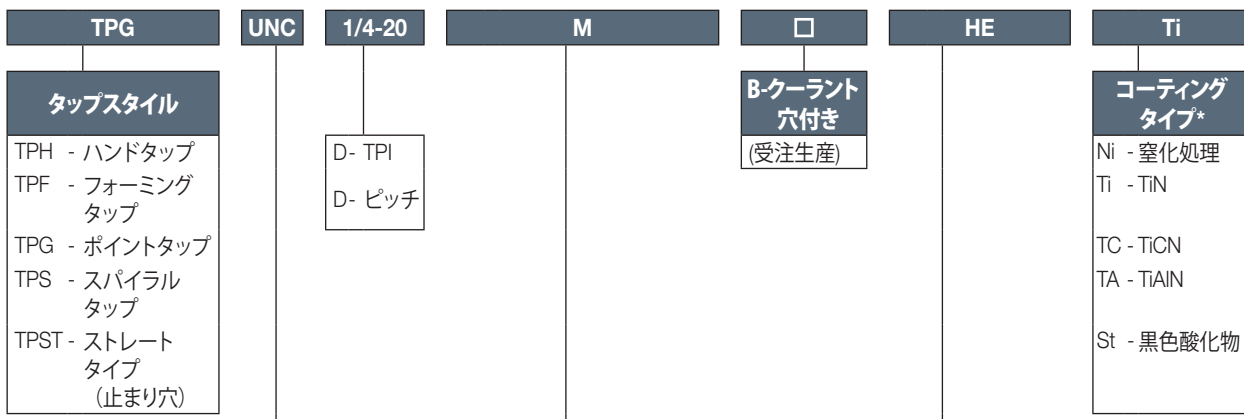 TPG UNC 1/4-20 M □ HE Ti
タップスタイル
TPH - ハンドタップ
TPF - フォーミング
タップ
TPG - ポイントタップ
TPS - スパイラル
タップ
TPST - ストレート
タイプ
（止まり穴）
D- TPI
D- ピッチ
B-クーラント
穴付き
(受注生産)
コーティング
タイプ*
Ni - 窒化処理
Ti - TiN
TC - TiCN
TA - TiAlN
St - 黒色酸化物